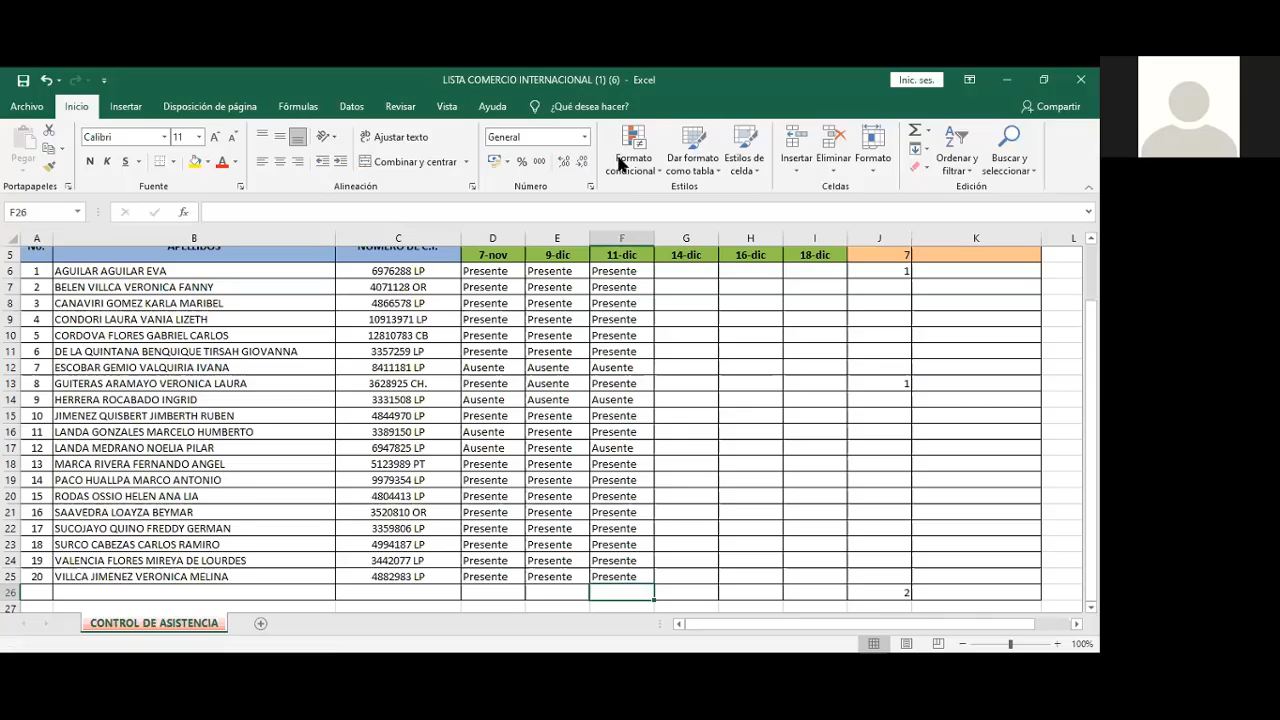 LISTA COMERCIO INTERNACIONAL (1) (6) - Excel
Inic. ses.
Archivo Inicio Insertar Disposición de página Fórmulas Datos Revisar Vista Ayuda ¿Qué desea hacer? Compartir
Pegar
Calibri 11
N K S
Ajustar texto
Combinar y centrar
General
% 000
Formato condicional
Dar formato como tabla
Estilos de celda
Insertar Eliminar Formato
Ordenar y filtrar
Buscar y seleccionar
Portapapeles Fuente Alineación Número Estilos Celdas Edición
F26 fx
A B C D E F G H I J K L
No. APELLIDOS NUMERO DE C.I.
5 7-nov 9-dic 11-dic 14-dic 16-dic 18-dic 7
6 1 AGUILAR AGUILAR EVA 6976288 LP Presente Presente Presente 1
7 2 BELEN VILLCA VERONICA FANNY 4071128 OR Presente Presente Presente
8 3 CANAVIRI GOMEZ KARLA MARIBEL 4866578 LP Presente Presente Presente
9 4 CONDORI LAURA VANIA LIZETH 10913971 LP Presente Presente Presente
10 5 CORDOVA FLORES GABRIEL CARLOS 12810783 CB Presente Presente Presente
11 6 DE LA QUINTANA BENQUIQUE TIRSAH GIOVANNA 3357259 LP Presente Presente Presente
12 7 ESCOBAR GEMIO VALQUIRIA IVANA 8411181 LP Ausente Ausente Ausente
13 8 GUITERAS ARAMAYO VERONICA LAURA 3628925 CH. Presente Ausente Presente 1
14 9 HERRERA ROCABADO INGRID 3331508 LP Ausente Ausente Ausente
15 10 JIMENEZ QUISBERT JIMBERTH RUBEN 4844970 LP Presente Presente Presente
16 11 LANDA GONZALES MARCELO HUMBERTO 3389150 LP Ausente Presente Presente
17 12 LANDA MEDRANO NOELIA PILAR 6947825 LP Ausente Presente Ausente
18 13 MARCA RIVERA FERNANDO ANGEL 5123989 PT Presente Presente Presente
19 14 PACO HUALLPA MARCO ANTONIO 9979354 LP Presente Presente Presente
20 15 RODAS OSSIO HELEN ANA LIA 4804413 LP Presente Presente Presente
21 16 SAAVEDRA LOAYZA BEYMAR 3520810 OR Presente Presente Presente
22 17 SUCOJAYO QUINO FREDDY GERMAN 3359806 LP Presente Presente Presente
23 18 SURCO CABEZAS CARLOS RAMIRO 4994187 LP Presente Presente Presente
24 19 VALENCIA FLORES MIREYA DE LOURDES 3442077 LP Presente Presente Presente
25 20 VILLCA JIMENEZ VERONICA MELINA 4882983 LP Presente Presente Presente
26 2
27
CONTROL DE ASISTENCIA
100%